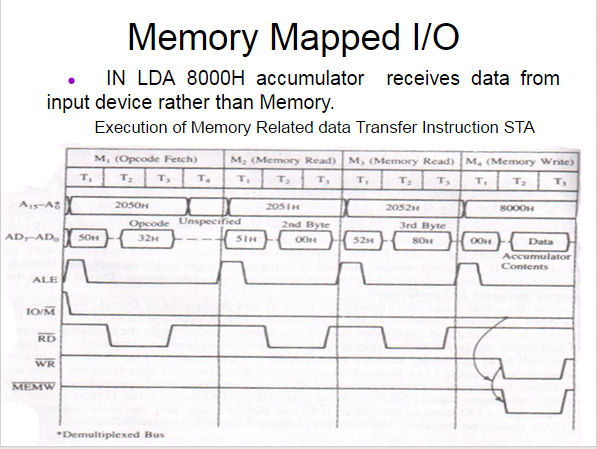 Memory Mapped I/O
• IN LDA 8000H accumulator receives data from
input device rather than Memory.
Execution of Memory Related data Transfer Instruction STA
M₁ (Opcode Fetch) M₂ (Memory Read) M₃ (Memory Read) M₄ (Memory Write)
T₁ T₂ T₃ T₄ T₁ T₂ T₃ T₁ T₂ T₃ T₁ T₂ T₃
A₁₅–A₈ 2050H 2051H 2052H 8000H
Opcode Unspecified 2nd Byte 3rd Byte
AD₇–AD₀ 50H 32H 51H 00H 52H 80H 00H Data
Accumulator
Contents
ALE
IO/M̅
R̅D̅
W̅R̅
MEMW
*Demultiplexed Bus